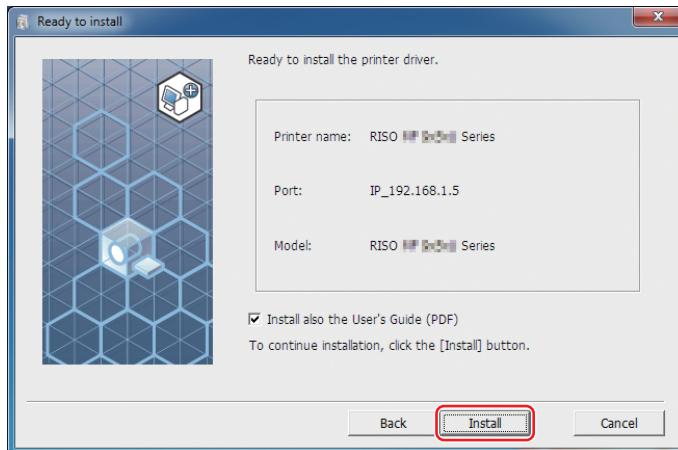 Ready to install
Ready to install the printer driver.
Printer name: RISO Series
Port: IP_192.168.1.5
Model: RISO Series
Install also the User's Guide (PDF)
To continue installation, click the [Install] button.
Back Install Cancel